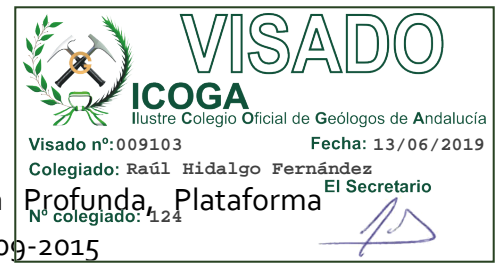 VISADO
ICOGA
Ilustre Colegio Oficial de Geólogos de Andalucía
Visado nº:009103 Fecha: 13/06/2019
Colegiado: Raúl Hidalgo Fernández
El Secretario
Profunda, Plataforma
Nº colegiado: 124
09-2015